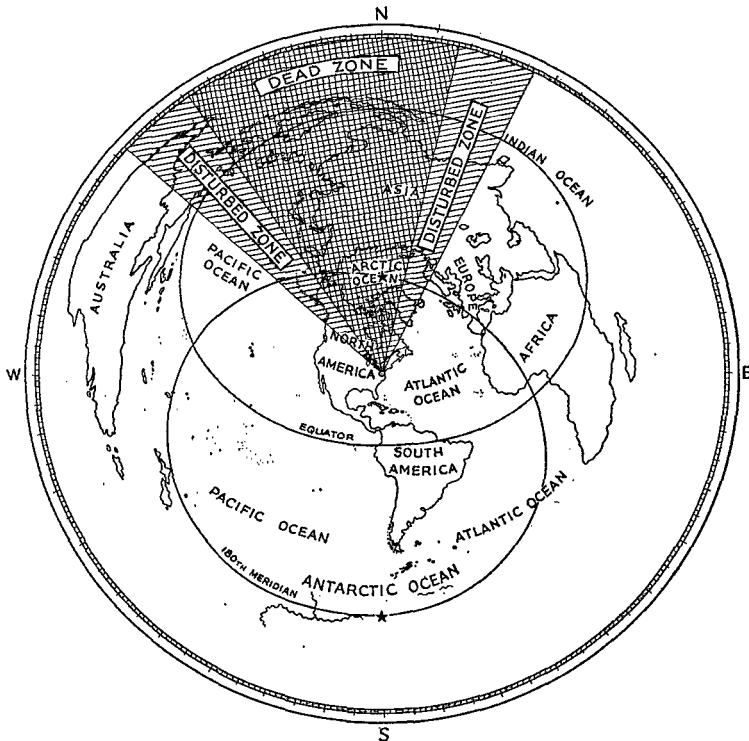 N
DEAD ZONE
DISTURBED ZONE
DISTURBED ZONE
INDIAN OCEAN
ASIA
PACIFIC
OCEAN
ARCTIC
OCEAN
EUROPE
AUSTRALIA
AFRICA
NORTH
AMERICA
W
E
ATLANTIC
OCEAN
EQUATOR
SOUTH
AMERICA
PACIFIC OCEAN
ATLANTIC OCEAN
180TH MERIDIAN
ANTARCTIC OCEAN
S